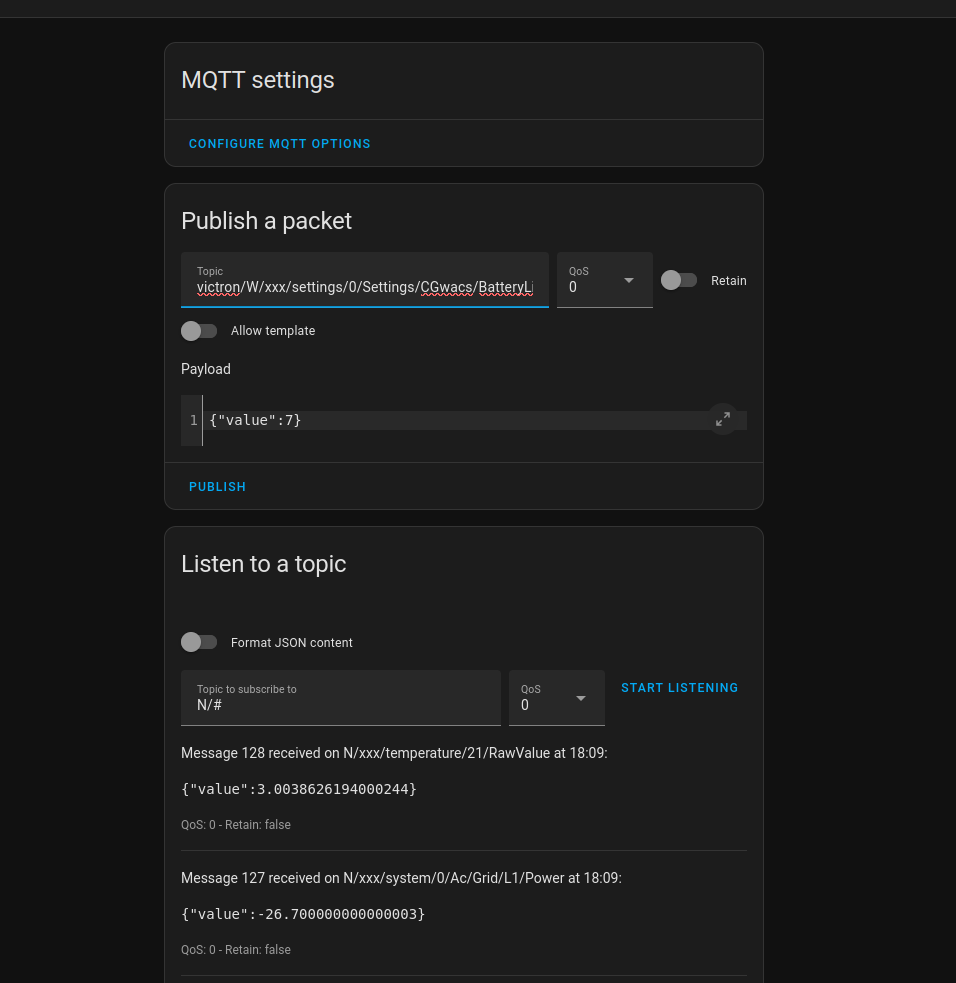 MQTT settings
CONFIGURE MQTT OPTIONS
Publish a packet
Topic
victron/W/xxx/settings/0/Settings/CGwacs/BatteryLi
QoS
0
Retain
Allow template
Payload
1 {"value":7}
PUBLISH
Listen to a topic
Format JSON content
Topic to subscribe to
N/#
QoS
0
START LISTENING
Message 128 received on N/xxx/temperature/21/RawValue at 18:09:
{"value":3.0038626194000244}
QoS: 0 - Retain: false
Message 127 received on N/xxx/system/0/Ac/Grid/L1/Power at 18:09:
{"value":-26.700000000000003}
QoS: 0 - Retain: false